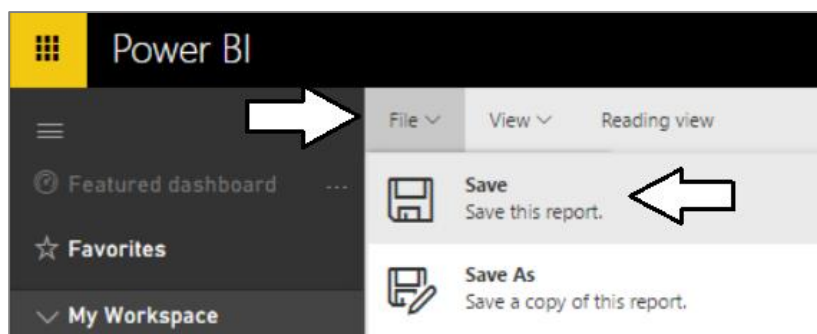 Power BI
File View Reading view
Featured dashboard ...
Favorites
My Workspace
Save
Save this report.
Save As
Save a copy of this report.